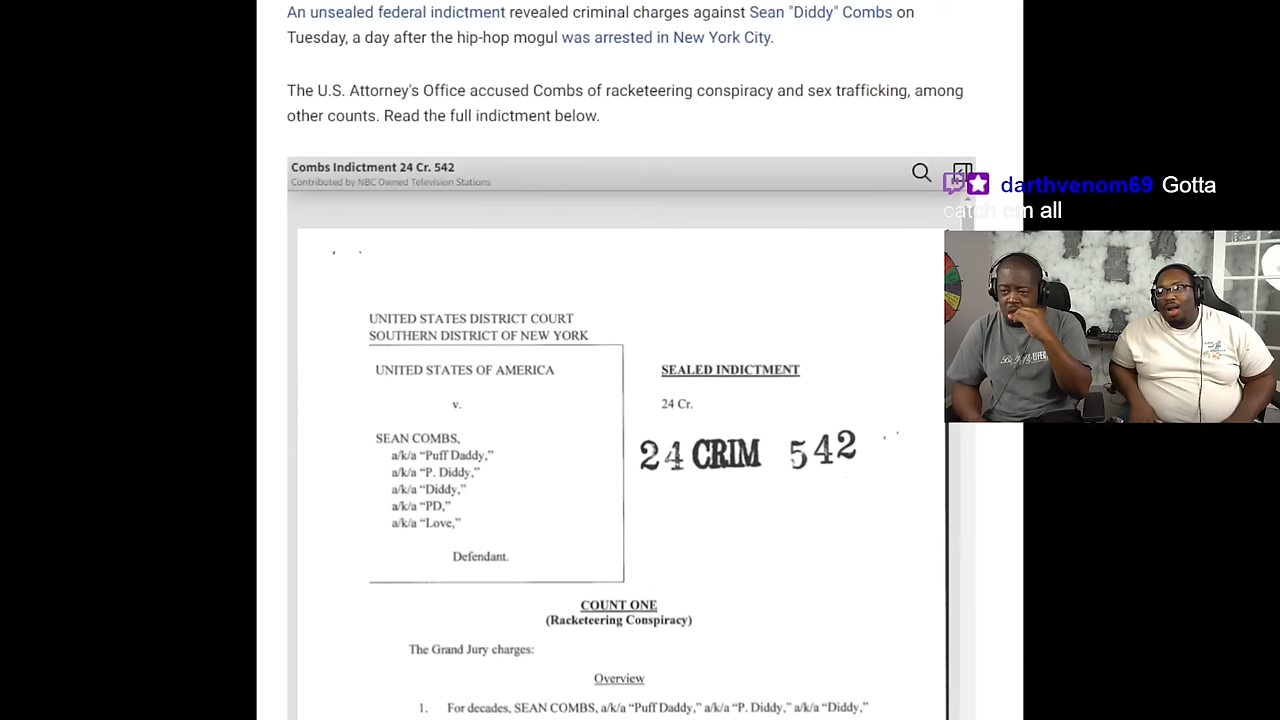 An unsealed federal indictment revealed criminal charges against Sean "Diddy" Combs on
Tuesday, a day after the hip-hop mogul was arrested in New York City.
The U.S. Attorney's Office accused Combs of racketeering conspiracy and sex trafficking, among
other counts. Read the full indictment below.
Combs Indictment 24 Cr. 542
Contributed by NBC Owned Television Stations
darthvenom69 Gotta
catch em all
UNITED STATES DISTRICT COURT
SOUTHERN DISTRICT OF NEW YORK
UNITED STATES OF AMERICA
v.
SEAN COMBS,
a/k/a “Puff Daddy,”
a/k/a “P. Diddy,”
a/k/a “Diddy,”
a/k/a “PD,”
a/k/a “Love,”
Defendant.
SEALED INDICTMENT
24 Cr.
24 CRIM 542
COUNT ONE
(Racketeering Conspiracy)
The Grand Jury charges:
Overview
1. For decades, SEAN COMBS, a/k/a “Puff Daddy,” a/k/a “P. Diddy,” a/k/a “Diddy,”